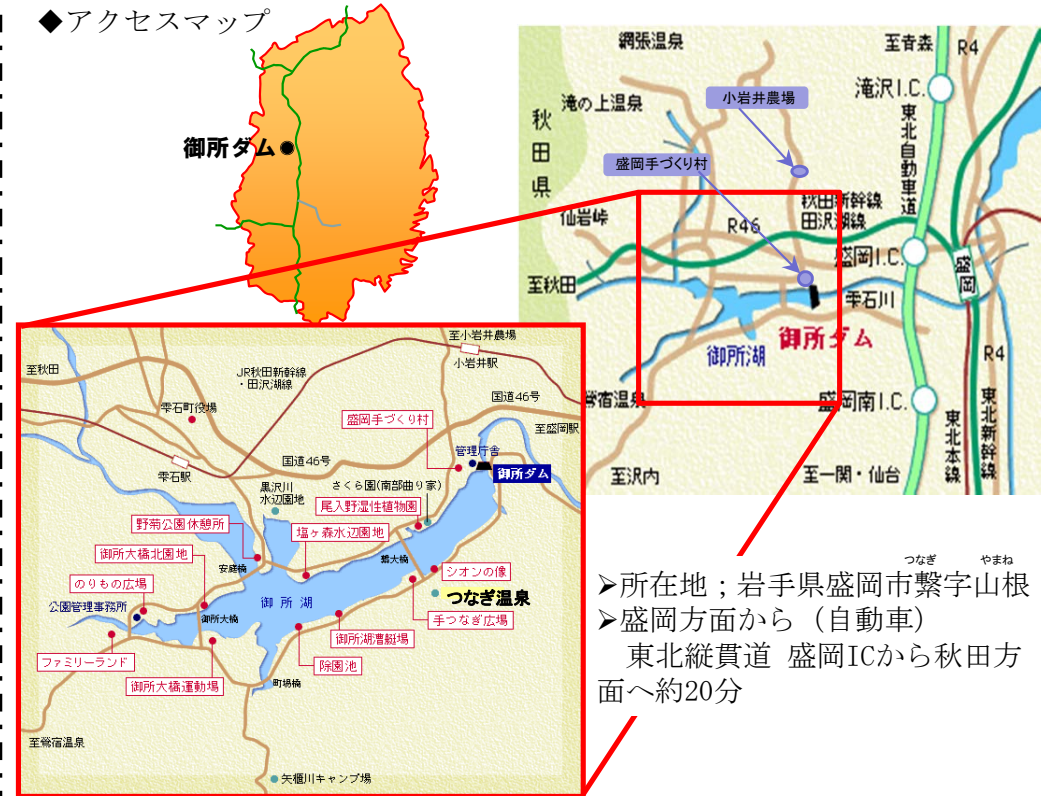 ◆アクセスマップ
御所ダム
網張温泉
至青森
R4
滝の上温泉
小岩井農場
滝沢I.C.
東北自動車道
秋田県
盛岡手づくり村
秋田新幹線
田沢湖線
仙岩峠
R46
盛岡I.C.
盛岡
至秋田
雫石川
御所ダム
御所湖
R4
鶯宿温泉
盛岡南I.C.
東北本線
東北新幹線
至沢内
至一関・仙台
至小岩井農場
小岩井駅
至秋田
JR秋田新幹線
・田沢湖線
国道46号
雫石町役場
盛岡手づくり村
至盛岡駅
管理庁舎
御所ダム
雫石駅
国道46号
黒沢川
水辺園地
さくら園(南部曲り家)
尾入野湿性植物園
野菊公園休憩所
塩ヶ森水辺園地
御所大橋北園地
安庭橋
繋大橋
シオンの像
のりもの広場
つなぎ温泉
公園管理事務所
御所湖
御所大橋
手つなぎ広場
御所湖漕艇場
ファミリーランド
除園池
御所大橋運動場
町場橋
至鶯宿温泉
矢櫃川キャンプ場
つなぎ やまね
➢所在地；岩手県盛岡市繋字山根
➢盛岡方面から（自動車）
東北縦貫道 盛岡ICから秋田方
面へ約20分